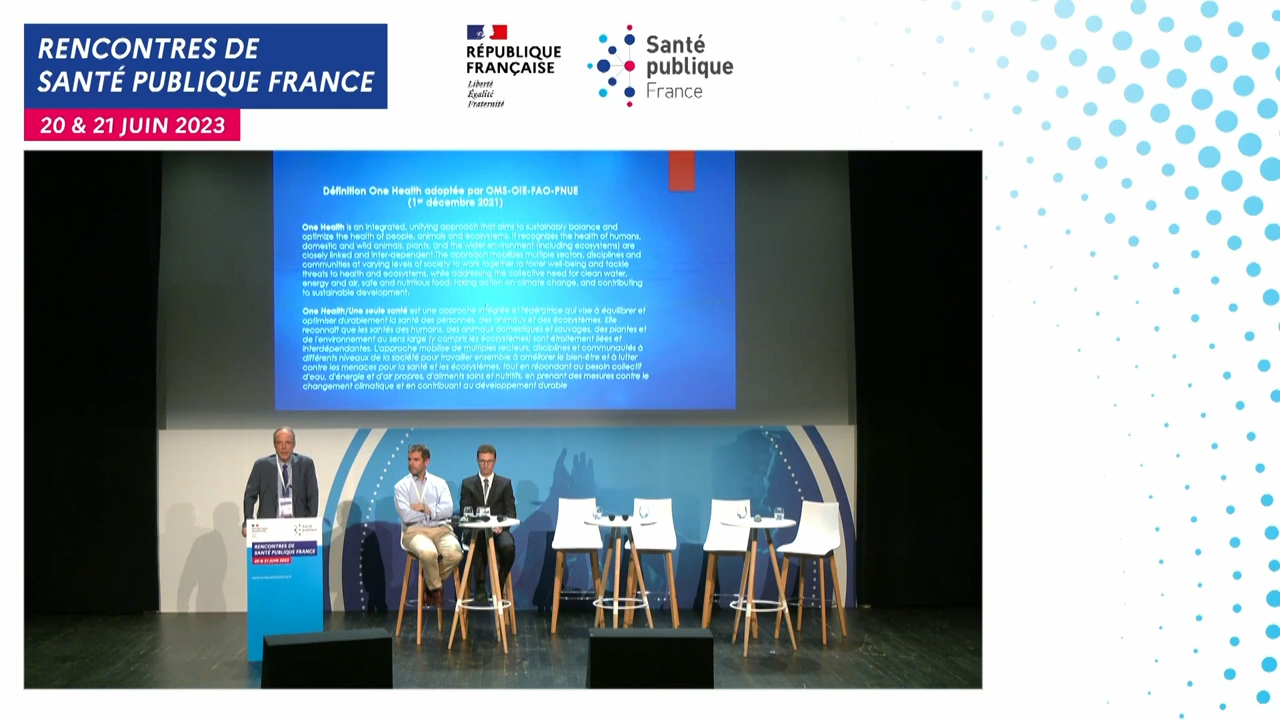 RENCONTRES DE
SANTÉ PUBLIQUE FRANCE
20 & 21 JUIN 2023
RÉPUBLIQUE
FRANÇAISE
Liberté
Égalité
Fraternité
Santé
publique
France
Définition One Health adoptée par OMS-OIE-FAO-PNUE
(1er décembre 2021)
One Health is an integrated, unifying approach that aims to sustainably balance and
optimize the health of people, animals and ecosystems. It recognizes the health of humans,
domestic and wild animals, plants, and the wider environment (including ecosystems) are
closely linked and inter-dependent.The approach mobilizes multiple sectors, disciplines and
communities at varying levels of society to work together to foster well-being and tackle
threats to health and ecosystems, while addressing the collective need for clean water,
energy and air, safe and nutritious food, taking action on climate change, and contributing
to sustainable development.
One Health/Une seule santé est une approche intégrée et fédératrice qui vise à équilibrer et
optimiser durablement la santé des personnes, des animaux et des écosystèmes. Elle
reconnaît que les santés des humains, des animaux domestiques et sauvages, des plantes et
de l'environnement au sens large (y compris les écosystèmes) sont étroitement liées et
interdépendantes. L'approche mobilise de multiples secteurs, disciplines et communautés à
différents niveaux de la société pour travailler ensemble à améliorer le bien-être et à lutter
contre les menaces pour la santé et les écosystèmes, tout en répondant au besoin collectif
d'eau, d'énergie et d'air propres, d'aliments sains et nutritifs, en prenant des mesures contre le
changement climatique et en contribuant au développement durable
Santé
publique
RENCONTRES DE
SANTÉ PUBLIQUE FRANCE
20 & 21 JUIN 2023